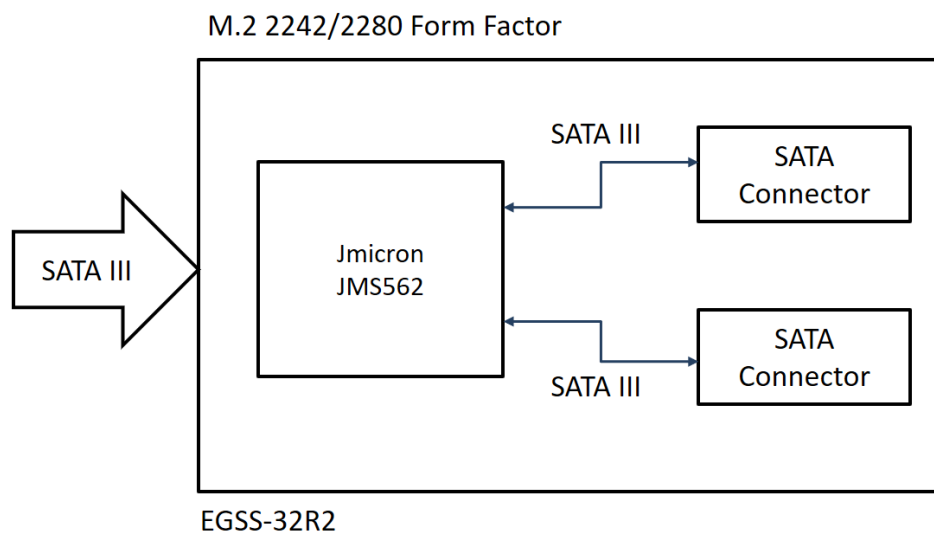 M.2 2242/2280 Form Factor
SATA III
Jmicron
JMS562
SATA III
SATA
Connector
SATA III
SATA
Connector
EGSS-32R2